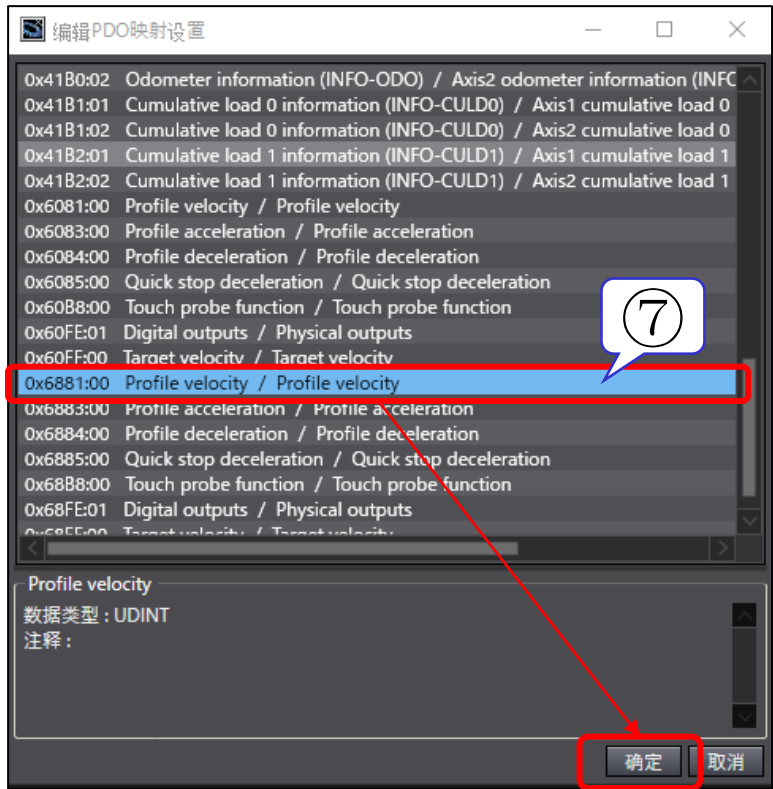 编辑PDO映射设置
0x41B0:02 Odometer information (INFO-ODO) / Axis2 odometer information (INFC
0x41B1:01 Cumulative load 0 information (INFO-CULD0) / Axis1 cumulative load 0
0x41B1:02 Cumulative load 0 information (INFO-CULD0) / Axis2 cumulative load 0
0x41B2:01 Cumulative load 1 information (INFO-CULD1) / Axis1 cumulative load 1
0x41B2:02 Cumulative load 1 information (INFO-CULD1) / Axis2 cumulative load 1
0x6081:00 Profile velocity / Profile velocity
0x6083:00 Profile acceleration / Profile acceleration
0x6084:00 Profile deceleration / Profile deceleration
0x6085:00 Quick stop deceleration / Quick stop deceleration
0x60B8:00 Touch probe function / Touch probe function
0x60FE:01 Digital outputs / Physical outputs
0x60FF:00 Target velocity / Target velocity
⑦
0x6881:00 Profile velocity / Profile velocity
0x6883:00 Profile acceleration / Profile acceleration
0x6884:00 Profile deceleration / Profile deceleration
0x6885:00 Quick stop deceleration / Quick stop deceleration
0x68B8:00 Touch probe function / Touch probe function
0x68FE:01 Digital outputs / Physical outputs
0x68FF:00 Target velocity / Target velocity
Profile velocity
数据类型 : UDINT
注释 :
确定 取消